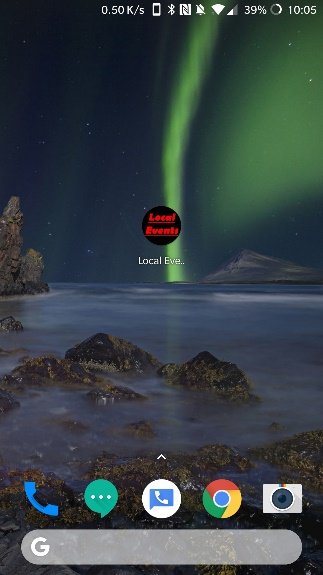 0.50 K/s 39% 10:05
Local
Events
Local Eve..
G